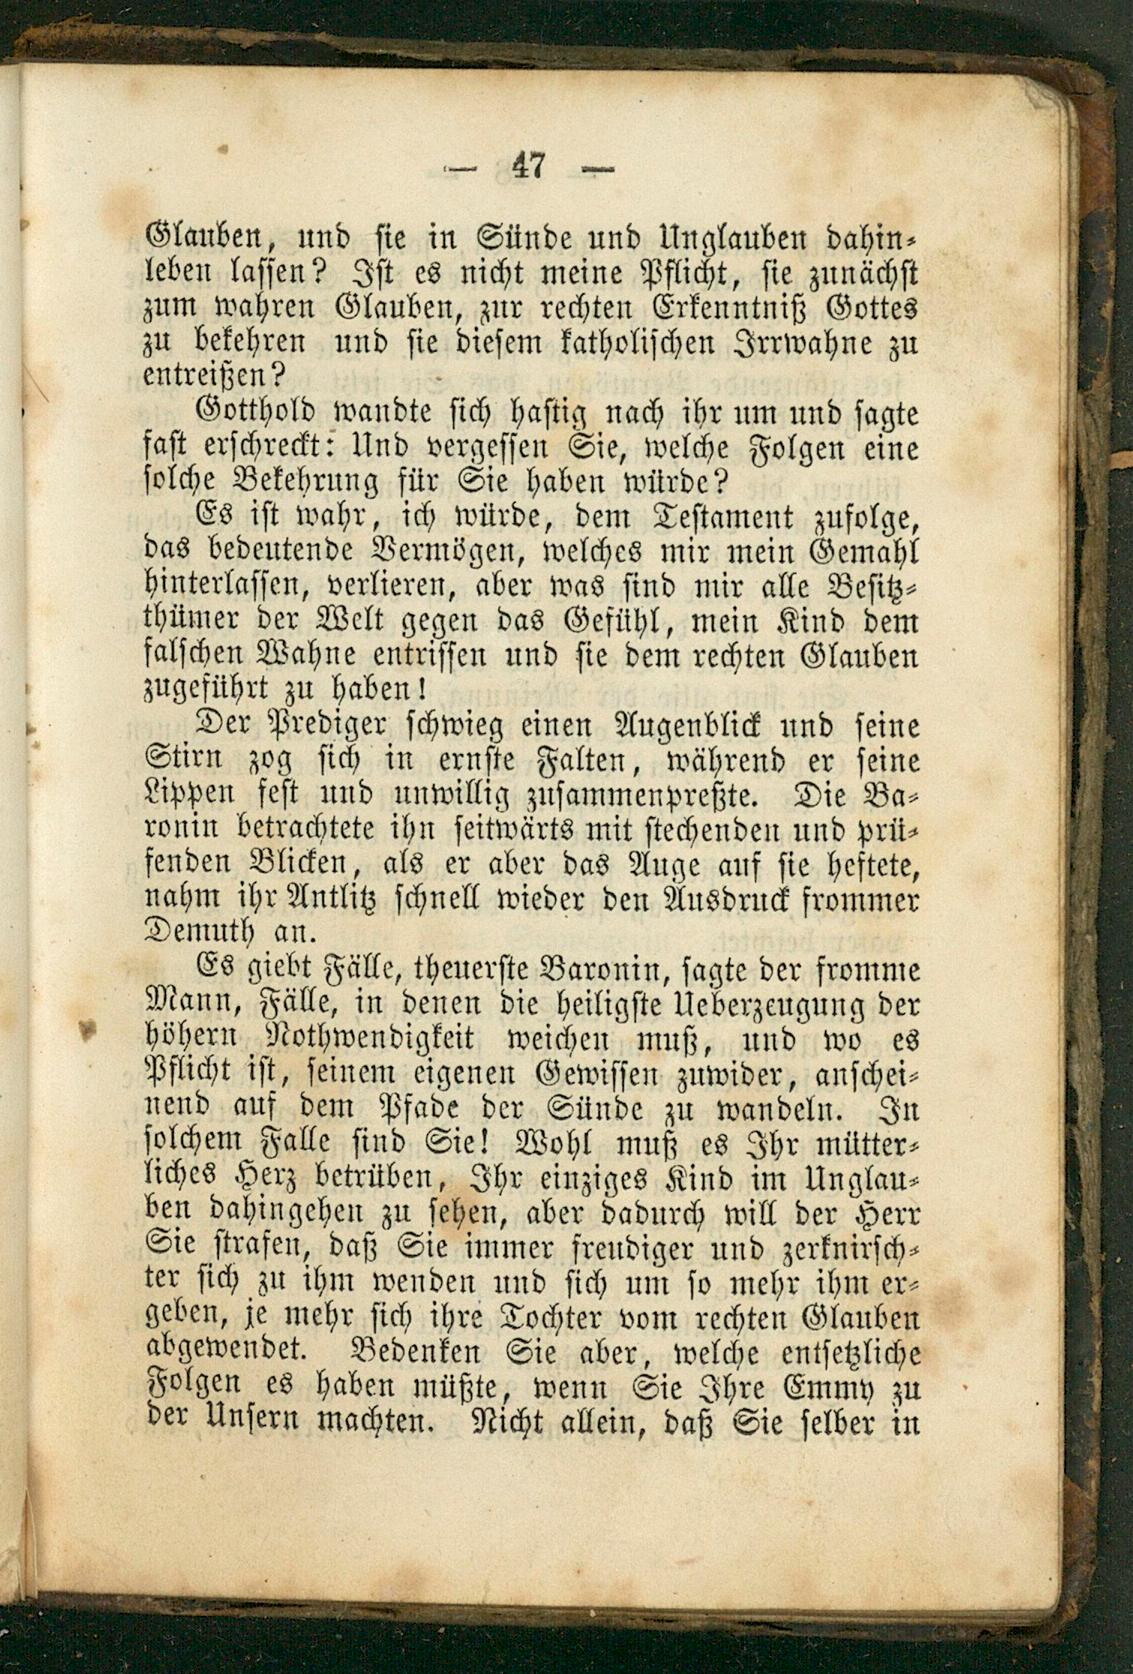 — 47 —
Glauben, und sie in Sünde und Unglauben dahin-
leben lassen? Ist es nicht meine Pflicht, sie zunächst
zum wahren Glauben, zur rechten Erkenntniß Gottes
zu bekehren und sie diesem katholischen Irrwahne zu
entreißen?
Gotthold wandte sich hastig nach ihr um und sagte
fast erschreckt: Und vergessen Sie, welche Folgen eine
solche Bekehrung für Sie haben würde?
Es ist wahr, ich würde, dem Testament zufolge,
das bedeutende Vermögen, welches mir mein Gemahl
hinterlassen, verlieren, aber was sind mir alle Besitz-
thümer der Welt gegen das Gefühl, mein Kind dem
falschen Wahne entrissen und sie dem rechten Glauben
zugeführt zu haben!
Der Prediger schwieg einen Augenblick und seine
Stirn zog sich in ernste Falten, während er seine
Lippen fest und unwillig zusammenpreßte. Die Ba-
ronin betrachtete ihn seitwärts mit stechenden und prü-
fenden Blicken, als er aber das Auge auf sie heftete,
nahm ihr Antlitz schnell wieder den Ausdruck frommer
Demuth an.
Es giebt Fälle, theuerste Baronin, sagte der fromme
Mann, Fälle, in denen die heiligste Ueberzeugung der
höhern Nothwendigkeit weichen muß, und wo es
Pflicht ist, seinem eigenen Gewissen zuwider, anschei-
nend auf dem Pfade der Sünde zu wandeln. In
solchem Falle sind Sie! Wohl muß es Ihr mütter-
liches Herz betrüben, Ihr einziges Kind im Unglau-
ben dahingehen zu sehen, aber dadurch will der Herr
Sie strafen, daß Sie immer freudiger und zerknirsch-
ter sich zu ihm wenden und sich um so mehr ihm er-
geben, je mehr sich ihre Tochter vom rechten Glauben
abgewendet. Bedenken Sie aber, welche entsetzliche
Folgen es haben müßte, wenn Sie Ihre Emmy zu
der Unsern machten. Nicht allein, daß Sie selber in